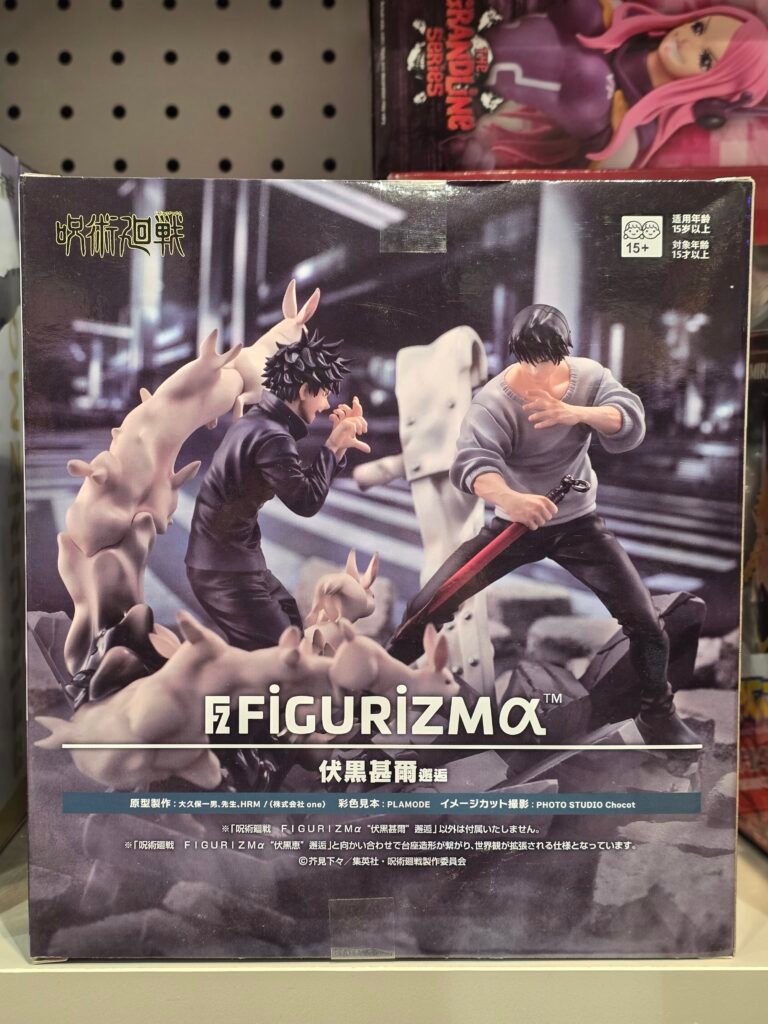 THE
GRANDLINE
SERIES
呪術廻戦
15+
适用年龄
15岁以上
対象年齢
15才以上
FiGURiZMα™
伏黒甚爾 邂逅
原型製作：大久保一男、先生、HRM /（株式会社 one）　彩色見本：PLAMODE　イメージカット撮影：PHOTO STUDIO Chocot
※「呪術廻戦　ＦＩＧＵＲＩＺＭα “伏黒甚爾” 邂逅」以外は付属いたしません。
※「呪術廻戦　ＦＩＧＵＲＩＺＭα “伏黒恵” 邂逅」と向かい合わせで台座造形が繋がり、世界観が拡張される仕様となっています。
©芥見下々／集英社・呪術廻戦製作委員会